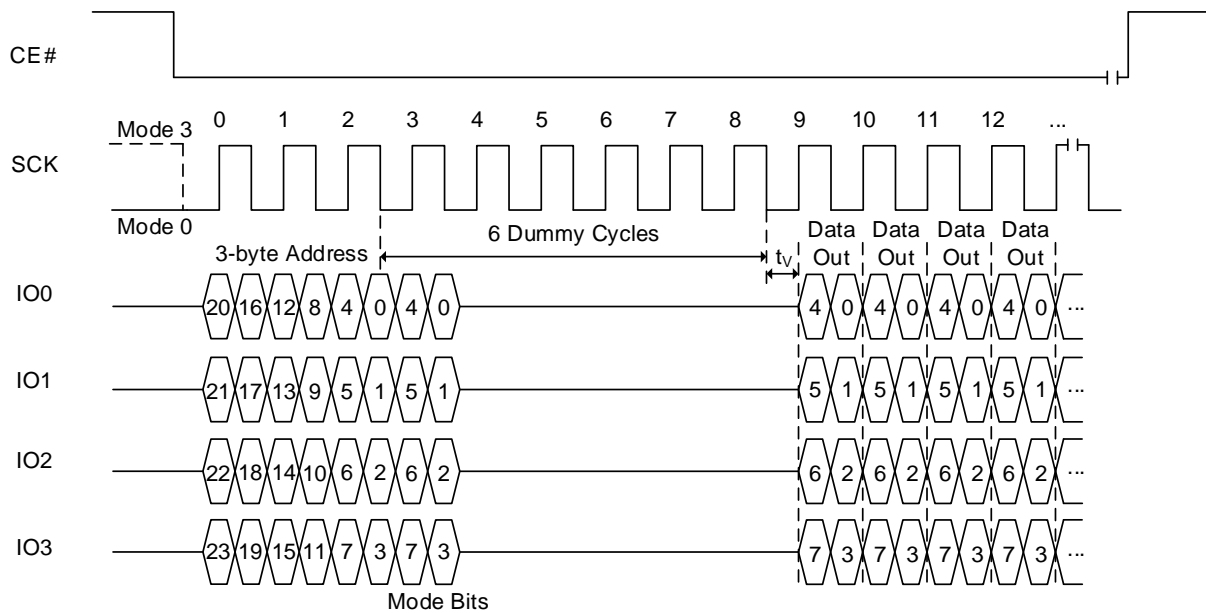 CE#
0 1 2 3 4 5 6 7 8 9 10 11 12 ...
Mode 3
SCK
Mode 0
6 Dummy Cycles
Data Data Data Data
3-byte Address
tV Out Out Out Out
IO0 20 16 12 8 4 0 4 0 4 0 4 0 4 0 4 0 ...
IO1 21 17 13 9 5 1 5 1 5 1 5 1 5 1 5 1 ...
IO2 22 18 14 10 6 2 6 2 6 2 6 2 6 2 6 2 ...
IO3 23 19 15 11 7 3 7 3 7 3 7 3 7 3 7 3 ...
Mode Bits